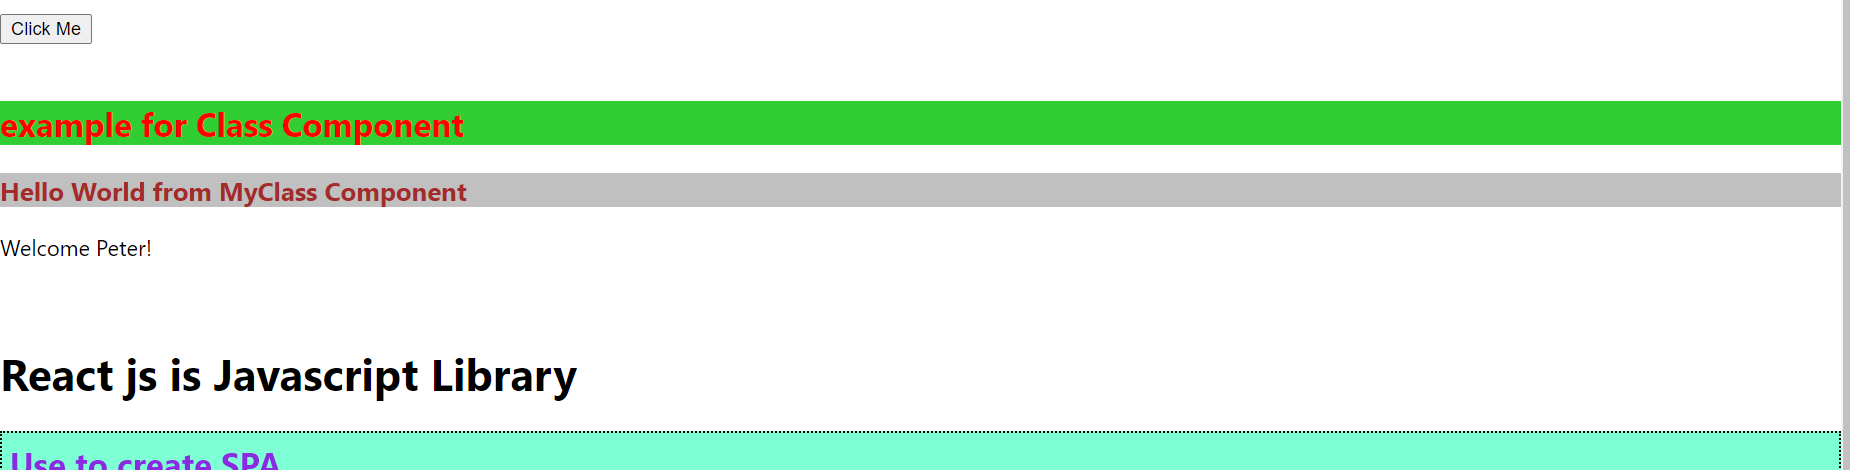 Click Me
example for Class Component
Hello World from MyClass Component
Welcome Peter!
React js is Javascript Library
Use to create SPA